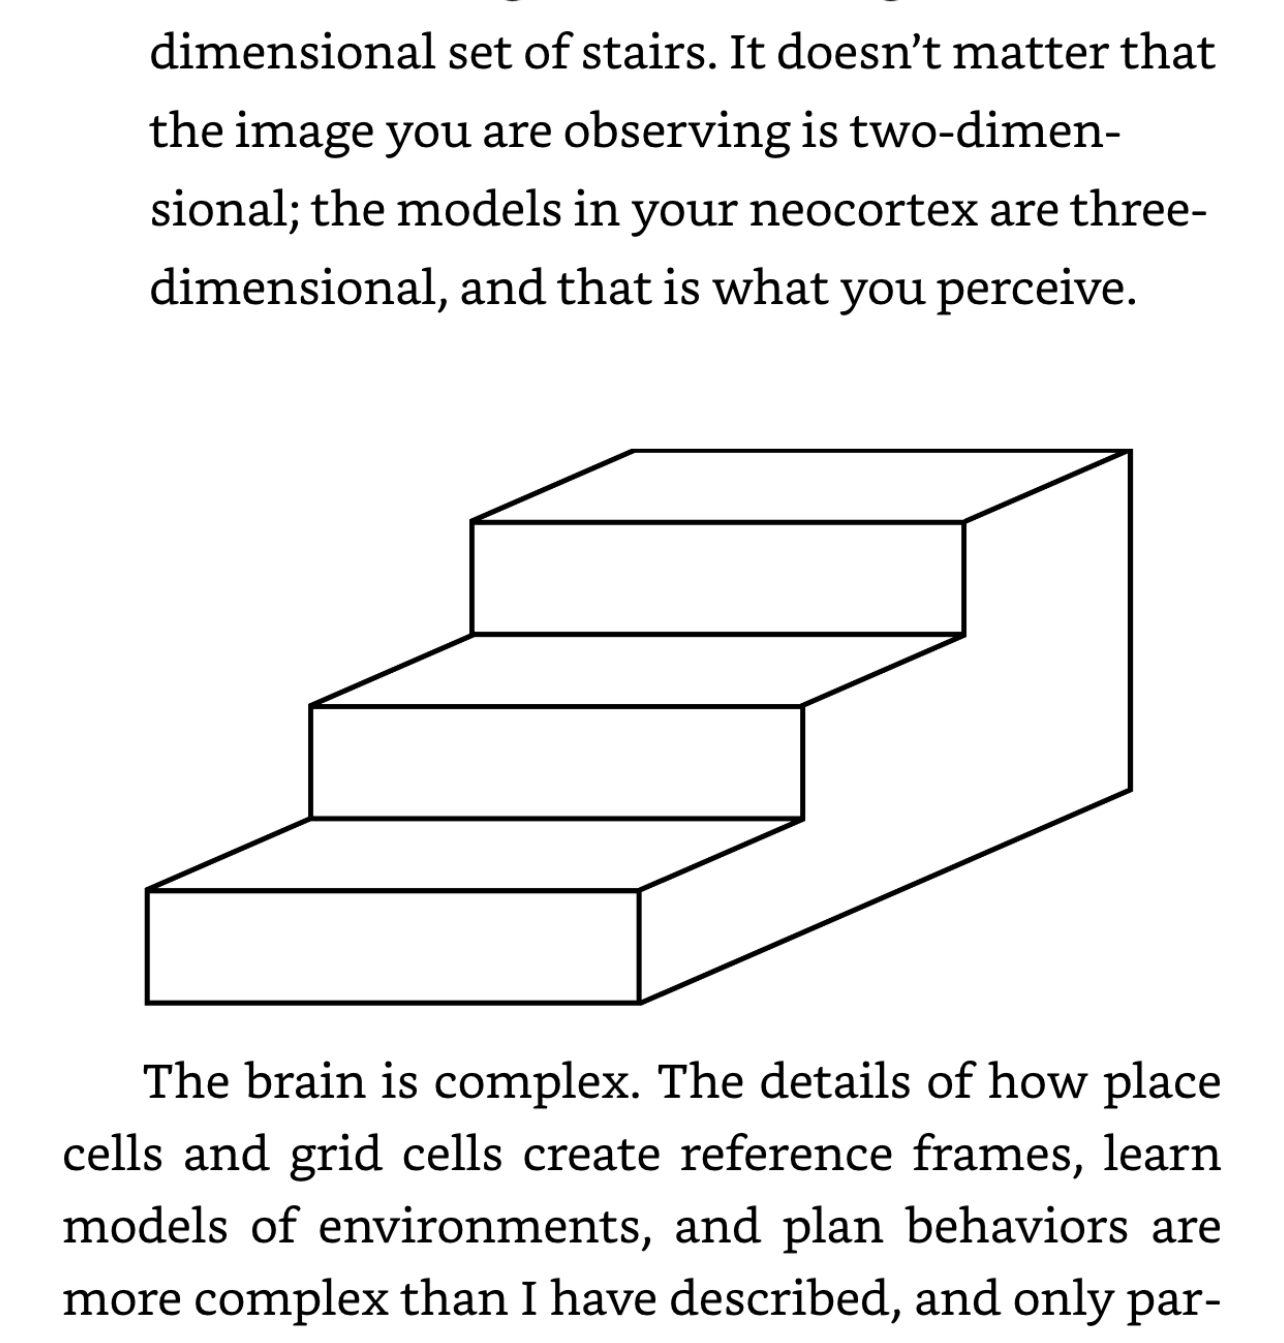 dimensional set of stairs. It doesn’t matter that
the image you are observing is two-dimen-
sional; the models in your neocortex are three-
dimensional, and that is what you perceive.
The brain is complex. The details of how place
cells and grid cells create reference frames, learn
models of environments, and plan behaviors are
more complex than I have described, and only par-